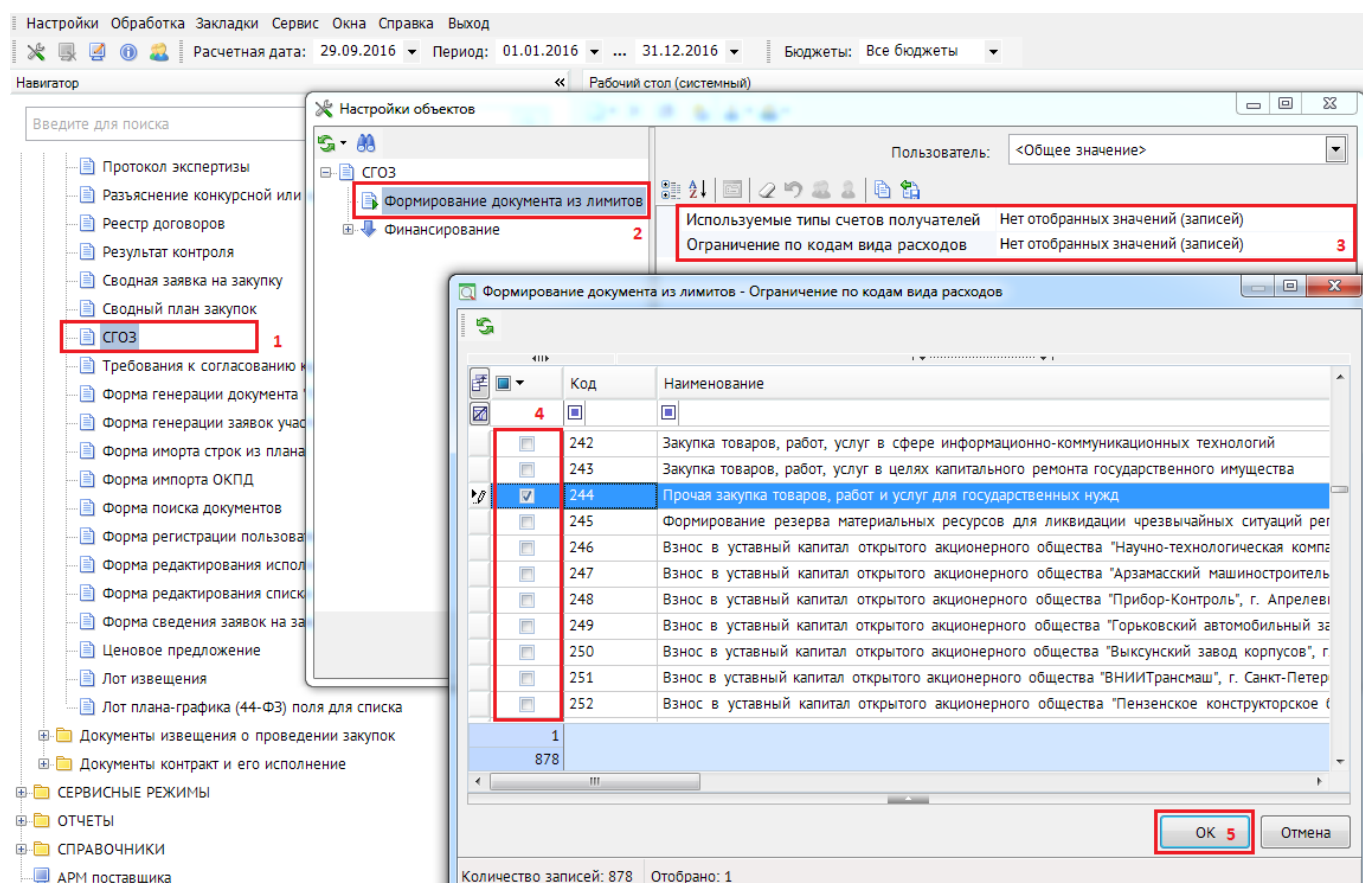 Настройки Обработка Закладки Сервис Окна Справка Выход
Расчетная дата: 29.09.2016 Период: 01.01.2016 ... 31.12.2016 Бюджеты: Все бюджеты
Навигатор
Рабочий стол (системный)
Введите для поиска
Протокол экспертизы
Разъяснение конкурсной или
Реестр договоров
Результат контроля
Сводная заявка на закупку
Сводный план закупок
СГОЗ
1
Требования к согласованию
Форма генерации документа
Форма генерации заявок учас
Форма иморта строк из плана
Форма импорта ОКПД
Форма поиска документов
Форма регистрации пользова
Форма редактирования испол
Форма редактирования списк
Форма сведения заявок на за
Ценовое предложение
Лот извещения
Лот плана-графика (44-ФЗ) поля для списка
Документы извещения о проведении закупок
Документы контракт и его исполнение
СЕРВИСНЫЕ РЕЖИМЫ
ОТЧЕТЫ
СПРАВОЧНИКИ
АРМ поставщика
Настройки объектов
СГОЗ
Формирование документа из лимитов
Финансирование
2
Пользователь: <Общее значение>
Используемые типы счетов получателей Нет отобранных значений (записей)
Ограничение по кодам вида расходов Нет отобранных значений (записей)
3
Формирование документа из лимитов - Ограничение по кодам вида расходов
Код Наименование
4
242 Закупка товаров, работ, услуг в сфере информационно-коммуникационных технологий
243 Закупка товаров, работ, услуг в целях капитального ремонта государственного имущества
244 Прочая закупка товаров, работ и услуг для государственных нужд
245 Формирование резерва материальных ресурсов для ликвидации чрезвычайных ситуаций рег
246 Взнос в уставный капитал открытого акционерного общества "Научно-технологическая компа
247 Взнос в уставный капитал открытого акционерного общества "Арзамасский машиностроитель
248 Взнос в уставный капитал открытого акционерного общества "Прибор-Контроль", г. Апрелев
249 Взнос в уставный капитал открытого акционерного общества "Горьковский автомобильный за
250 Взнос в уставный капитал открытого акционерного общества "Выксунский завод корпусов", г.
251 Взнос в уставный капитал открытого акционерного общества "ВНИИТрансмаш", г. Санкт-Петер
252 Взнос в уставный капитал открытого акционерного общества "Пензенское конструкторское
1
878
OK 5 Отмена
Количество записей: 878 Отобрано: 1